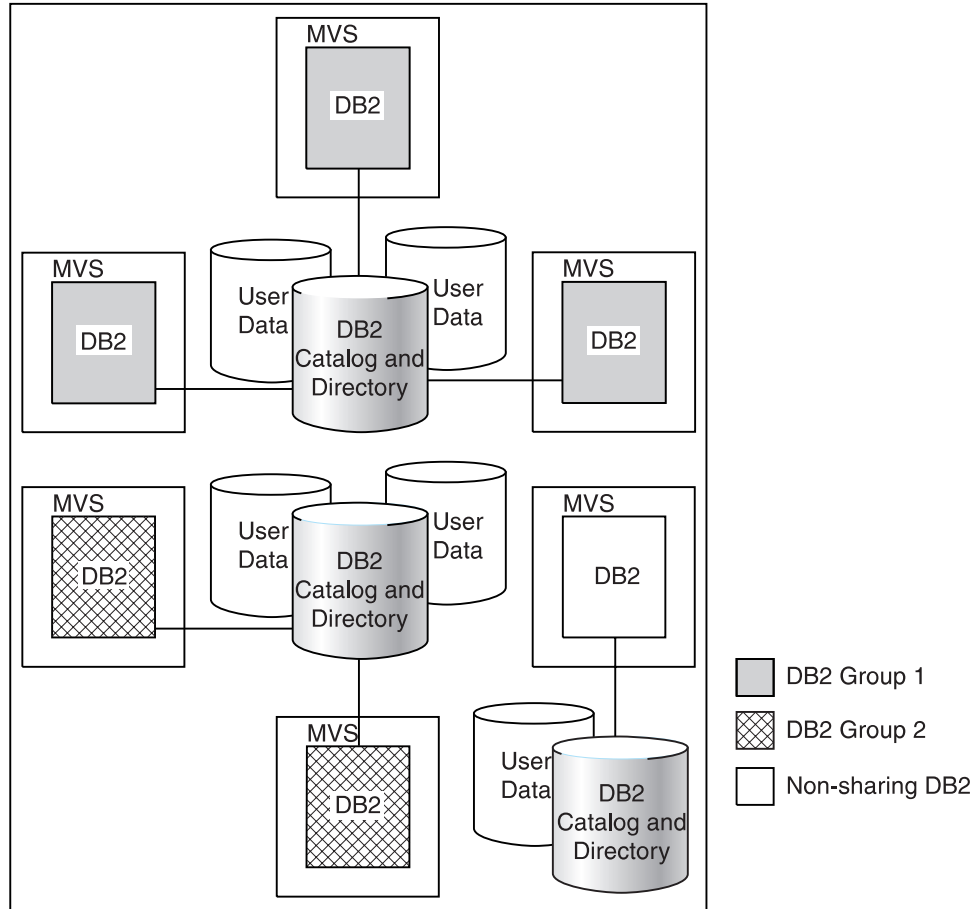 MVS
DB2
MVS
DB2
User
Data
DB2
Catalog and
Directory
User
Data
MVS
DB2
MVS
DB2
User
Data
DB2
Catalog and
Directory
User
Data
MVS
DB2
MVS
DB2
User
Data
DB2
Catalog and
Directory
DB2 Group 1
DB2 Group 2
Non-sharing DB2